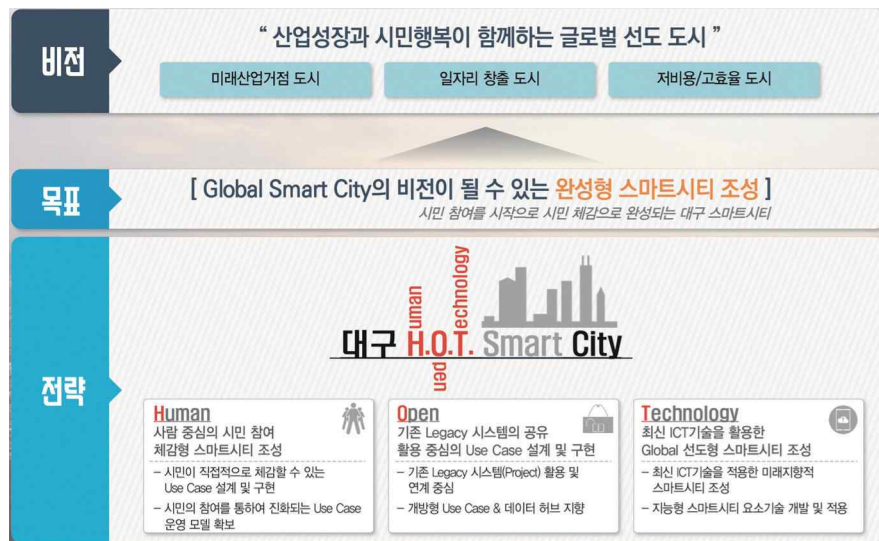 비전
“ 산업성장과 시민행복이 함께하는 글로벌 선도 도시 ”
미래산업거점 도시
일자리 창출 도시
저비용/고효율 도시
목표
[ Global Smart City의 비전이 될 수 있는 완성형 스마트시티 조성 ]
시민 참여를 시작으로 시민 체감으로 완성되는 대구 스마트시티
전략
uman
echnology
대구 H.O.T. Smart City
pen
Human
사람 중심의 시민 참여
체감형 스마트시티 조성
– 시민이 직접적으로 체감할 수 있는
Use Case 설계 및 구현
– 시민의 참여를 통하여 진화되는 Use Case
운영 모델 확보
Open
기존 Legacy 시스템의 공유
활용 중심의 Use Case 설계 및 구현
– 기존 Legacy 시스템(Project) 활용 및
연계 중심
– 개방형 Use Case & 데이터 허브 지향
Technology
최신 ICT기술을 활용한
Global 선도형 스마트시티 조성
– 최신 ICT기술을 적용한 미래지향적
스마트시티 조성
– 지능형 스마트시티 요소기술 개발 및 적용